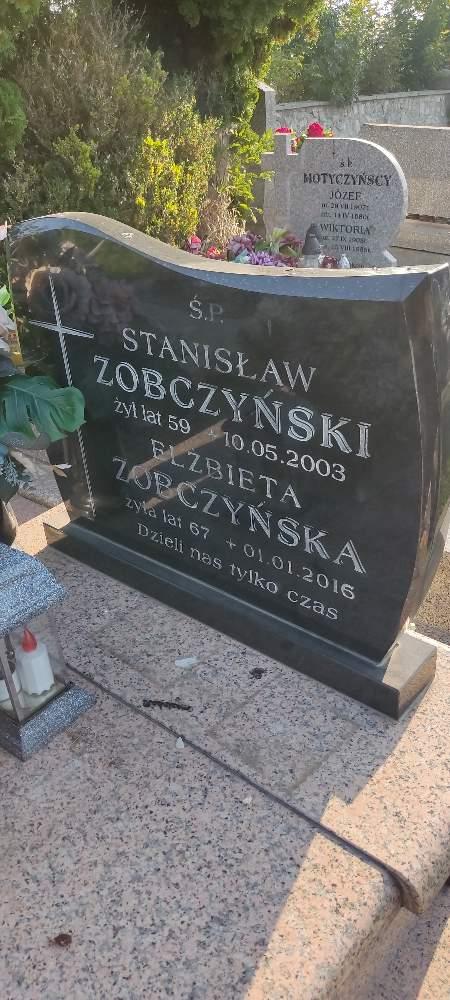 Ś.P.
STANISŁAW
ZOBCZYŃSKI
żył lat 59 + 10.05.2003
ELŻBIETA
ZOBCZYŃSKA
żyła lat 67 + 01.01.2016
Dzieli nas tylko czas
Ś P
MOTYCZYŃSCY
JÓZEF
WIKTORIA